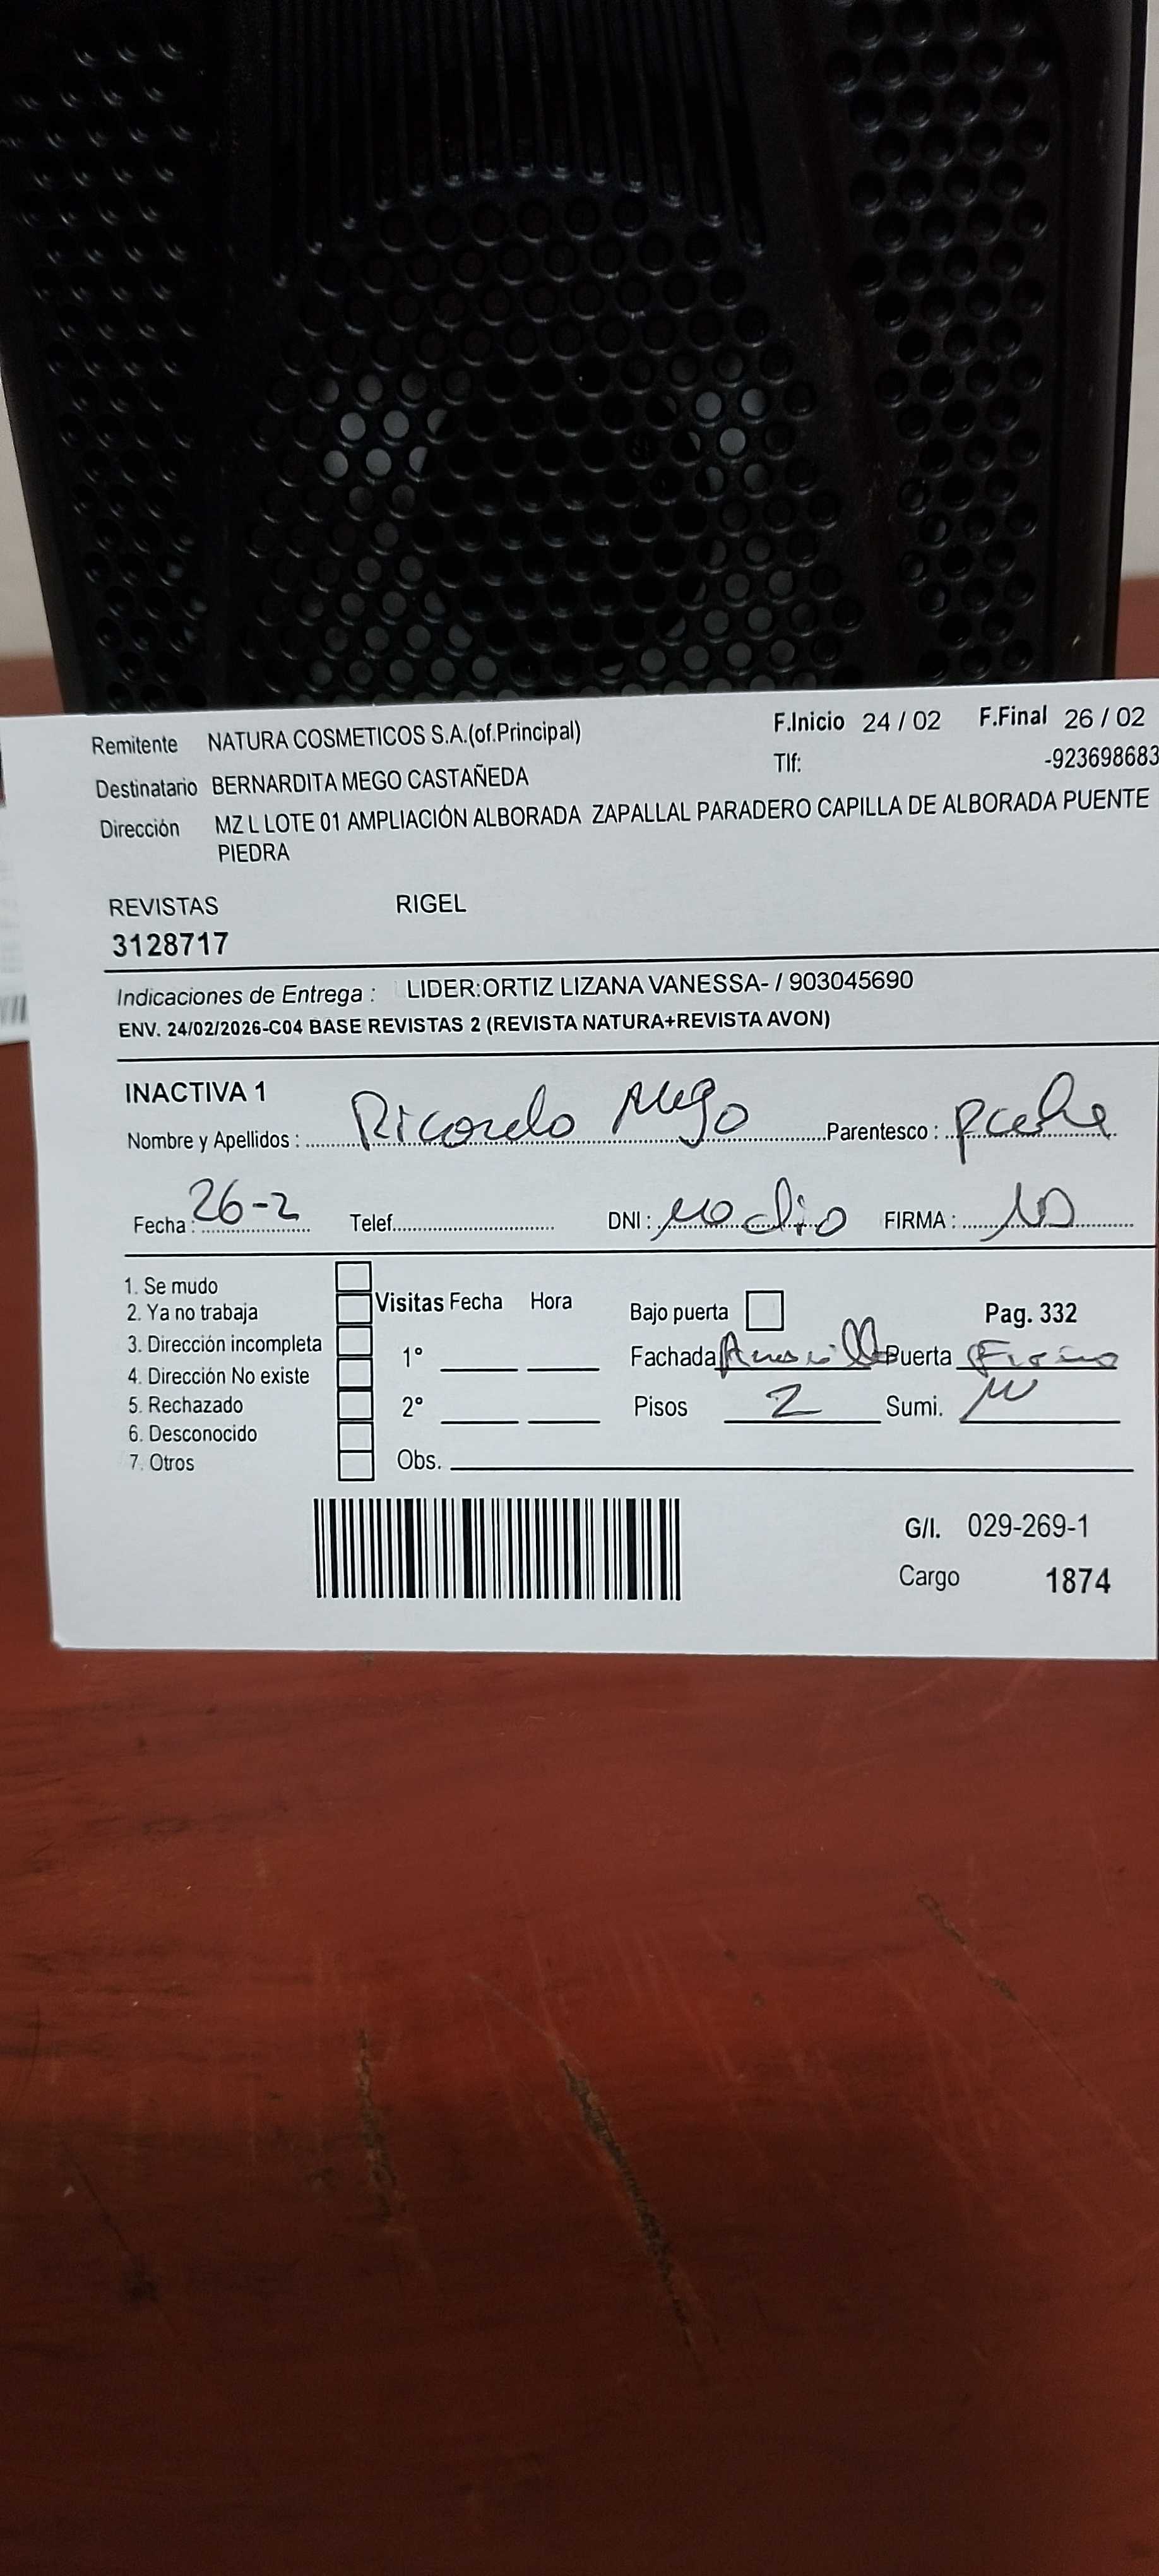 Remitente NATURA COSMETICOS S.A.(of.Principal) F.Inicio 24 / 02 F.Final 26 / 02
Tlf: -923698683
Destinatario BERNARDITA MEGO CASTAÑEDA
Dirección MZ L LOTE 01 AMPLIACIÓN ALBORADA ZAPALLAL PARADERO CAPILLA DE ALBORADA PUENTE
PIEDRA
REVISTAS RIGEL
3128717
Indicaciones de Entrega : LIDER:ORTIZ LIZANA VANESSA- / 903045690
ENV. 24/02/2026-C04 BASE REVISTAS 2 (REVISTA NATURA+REVISTA AVON)
INACTIVA 1
Nombre y Apellidos : Ricardo Mego Parentesco : padre
Fecha : 26-2 Telef. DNI : no dio FIRMA :
1. Se mudo
2. Ya no trabaja
3. Dirección incompleta
4. Dirección No existe
5. Rechazado
6. Desconocido
7. Otros
Visitas Fecha Hora
1°
2°
Obs.
Bajo puerta Pag. 332
Fachada Puerta
Pisos 2 Sumi.
G/I. 029-269-1
Cargo 1874